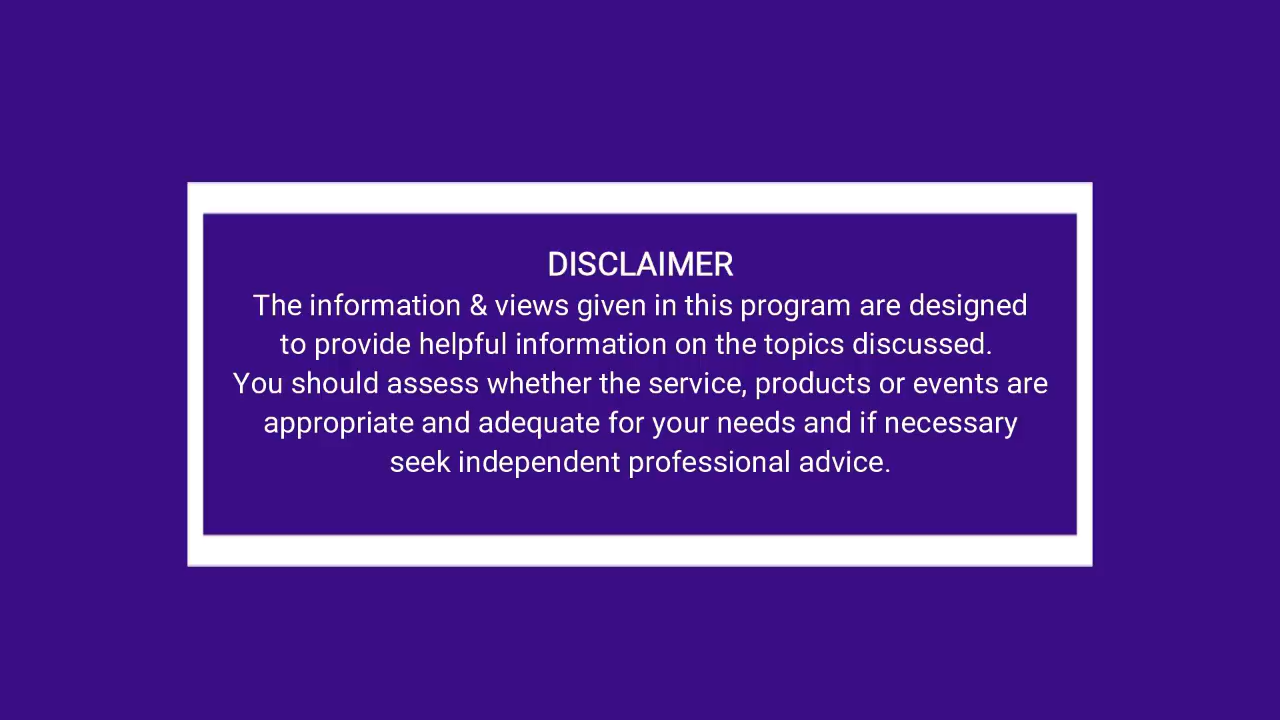 DISCLAIMER
The information & views given in this program are designed
to provide helpful information on the topics discussed.
You should assess whether the service, products or events are
appropriate and adequate for your needs and if necessary
seek independent professional advice.